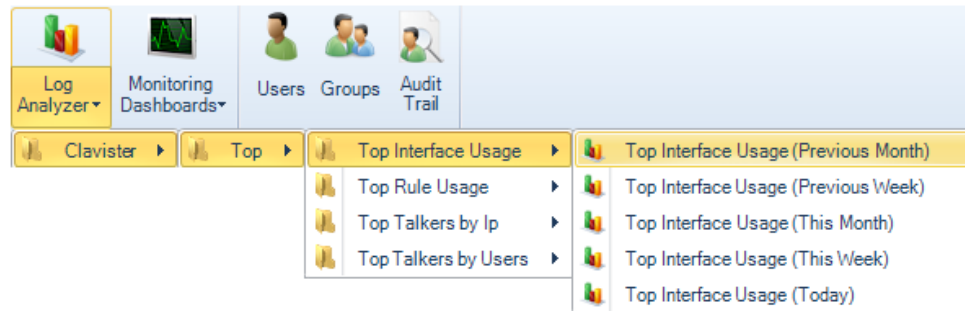 Log
Analyzer
Monitoring
Dashboards
Users
Groups
Audit
Trail
Clavister
Top
Top Interface Usage
Top Interface Usage (Previous Month)
Top Rule Usage
Top Interface Usage (Previous Week)
Top Talkers by Ip
Top Interface Usage (This Month)
Top Talkers by Users
Top Interface Usage (This Week)
Top Interface Usage (Today)